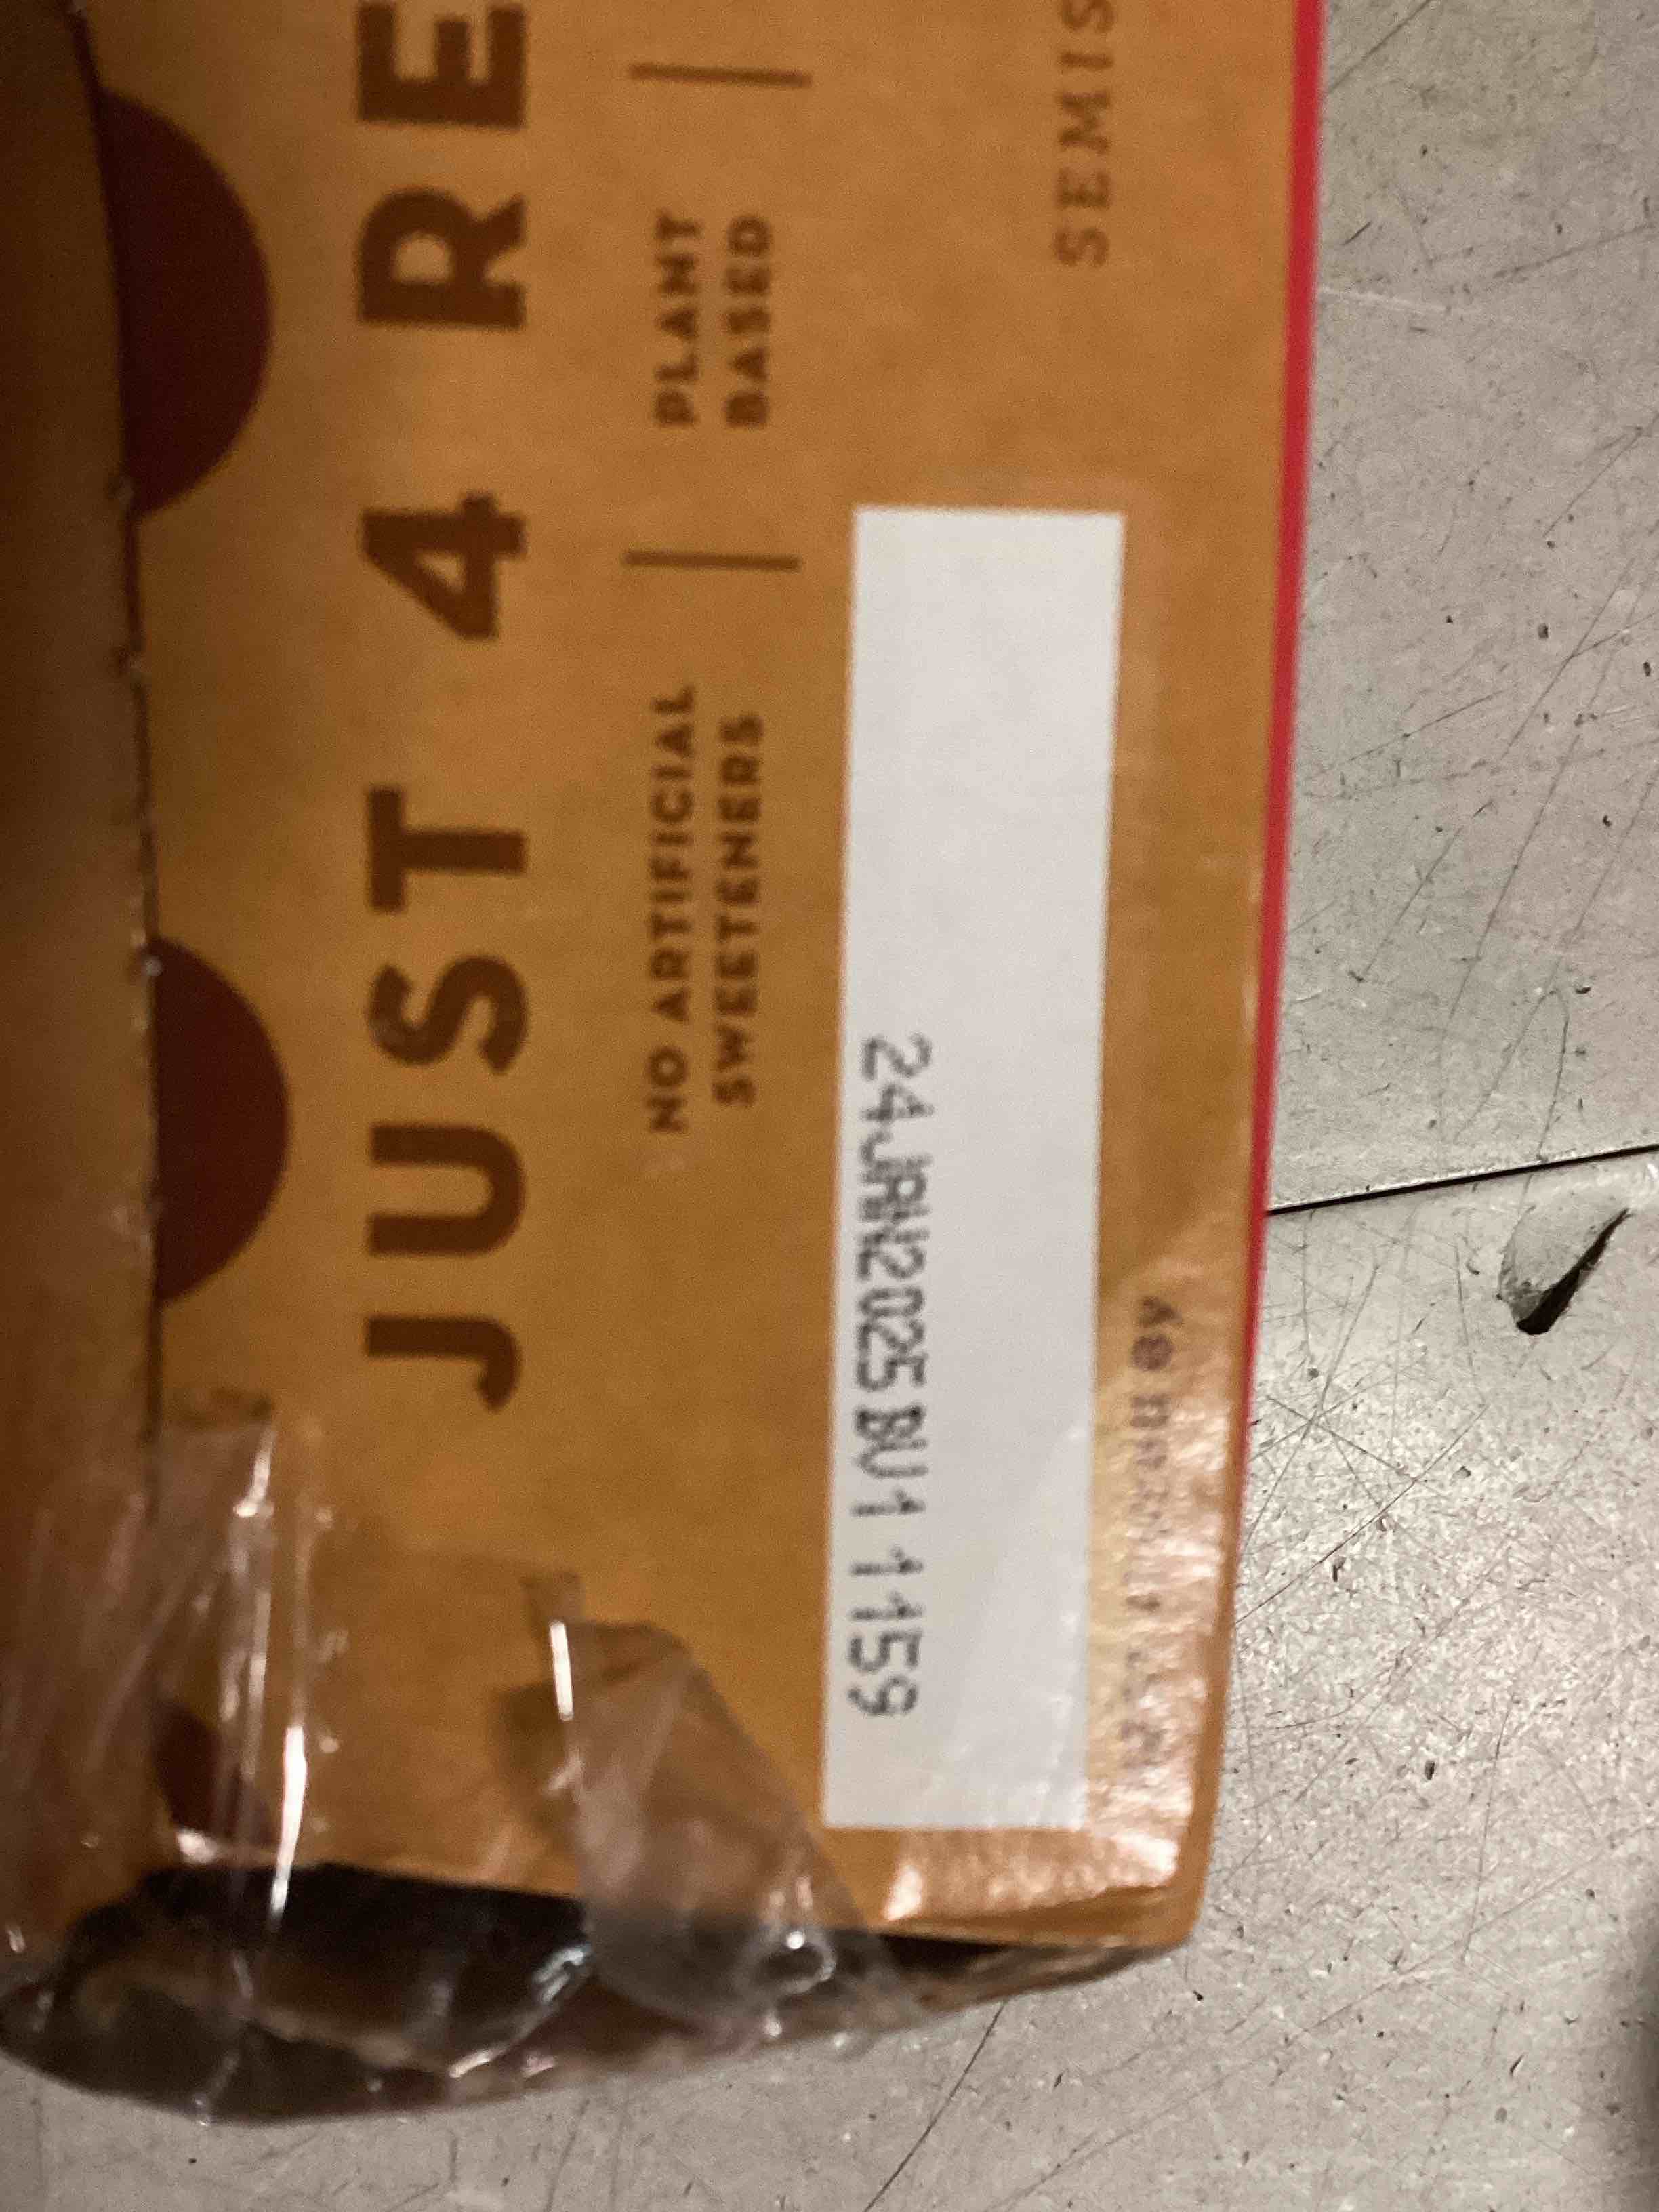 JUST 4 RE
NO ARTIFICIAL
SWEETENERS
PLANT
BASED
24JAN2025 BU1 1159
SEMIS